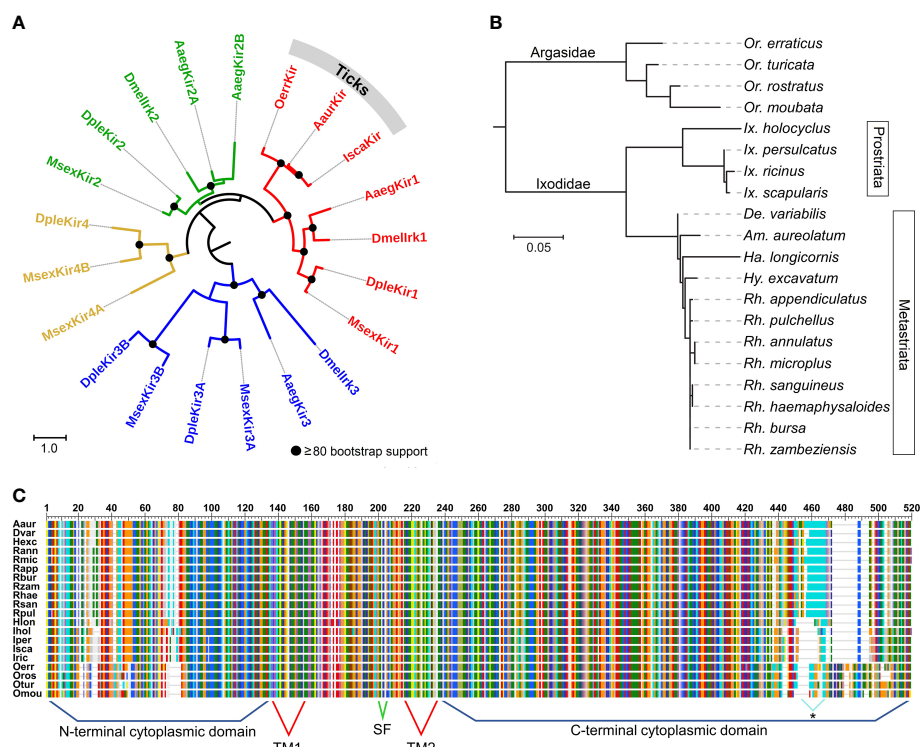 A
Ticks
AaegKir2B
AaegKir2A
DmelIrk2
DpleKir2
MsexKir2
OerrKir
AaurKir
IscaKir
AaegKir1
DmelIrk1
DpleKir1
MsexKir1
DpleKir4
MsexKir4B
MsexKir4A
DpleKir3B
MsexKir3B
DpleKir3A
MsexKir3A
AaegKir3
DmelIrk3
1.0
≥80 bootstrap support
B
Argasidae
Ixodidae
0.05
Or. erraticus
Or. turicata
Or. rostratus
Or. moubata
Ix. holocyclus
Ix. persulcatus
Ix. ricinus
Ix. scapularis
De. variabilis
Am. aureolatum
Ha. longicornis
Hy. excavatum
Rh. appendiculatus
Rh. pulchellus
Rh. annulatus
Rh. microplus
Rh. sanguineus
Rh. haemaphysaloides
Rh. bursa
Rh. zambeziensis
Prostriata
Metastriata
C
1 20 40 60 80 100 120 140 160 180 200 220 240 260 280 300 320 340 360 380 400 420 440 460 480 500 520
Aaur
Dvar
Hexc
Rann
Rmic
Rapp
Rbur
Rzam
Rhae
Rsan
Rpul
Hlon
Ihol
Iper
Isca
Iric
Oerr
Oros
Otur
Omou
N-terminal cytoplasmic domain
TM1
SF
TM2
C-terminal cytoplasmic domain
*